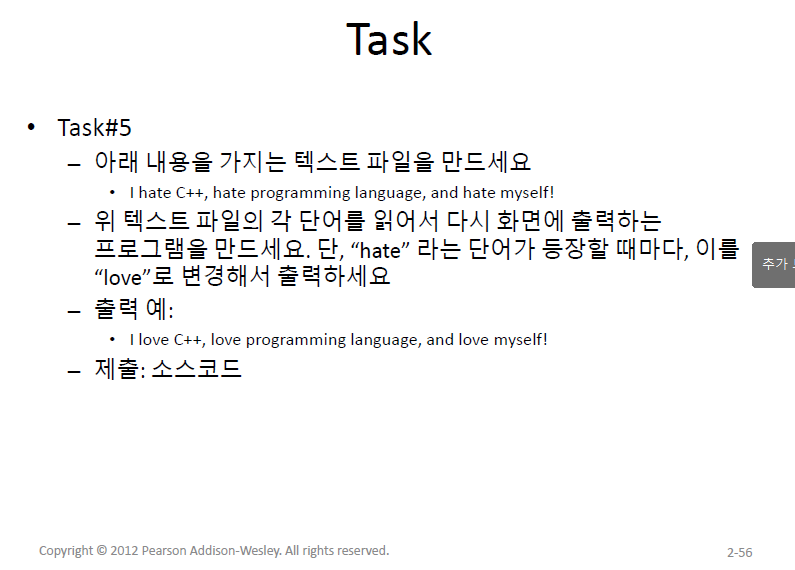 Task
• Task#5
– 아래 내용을 가지는 텍스트 파일을 만드세요
• I hate C++, hate programming language, and hate myself!
– 위 텍스트 파일의 각 단어를 읽어서 다시 화면에 출력하는
프로그램을 만드세요. 단, “hate” 라는 단어가 등장할 때마다, 이를
“love”로 변경해서 출력하세요
– 출력 예:
• I love C++, love programming language, and love myself!
– 제출: 소스코드
추가
Copyright © 2012 Pearson Addison-Wesley. All rights reserved.
2-56